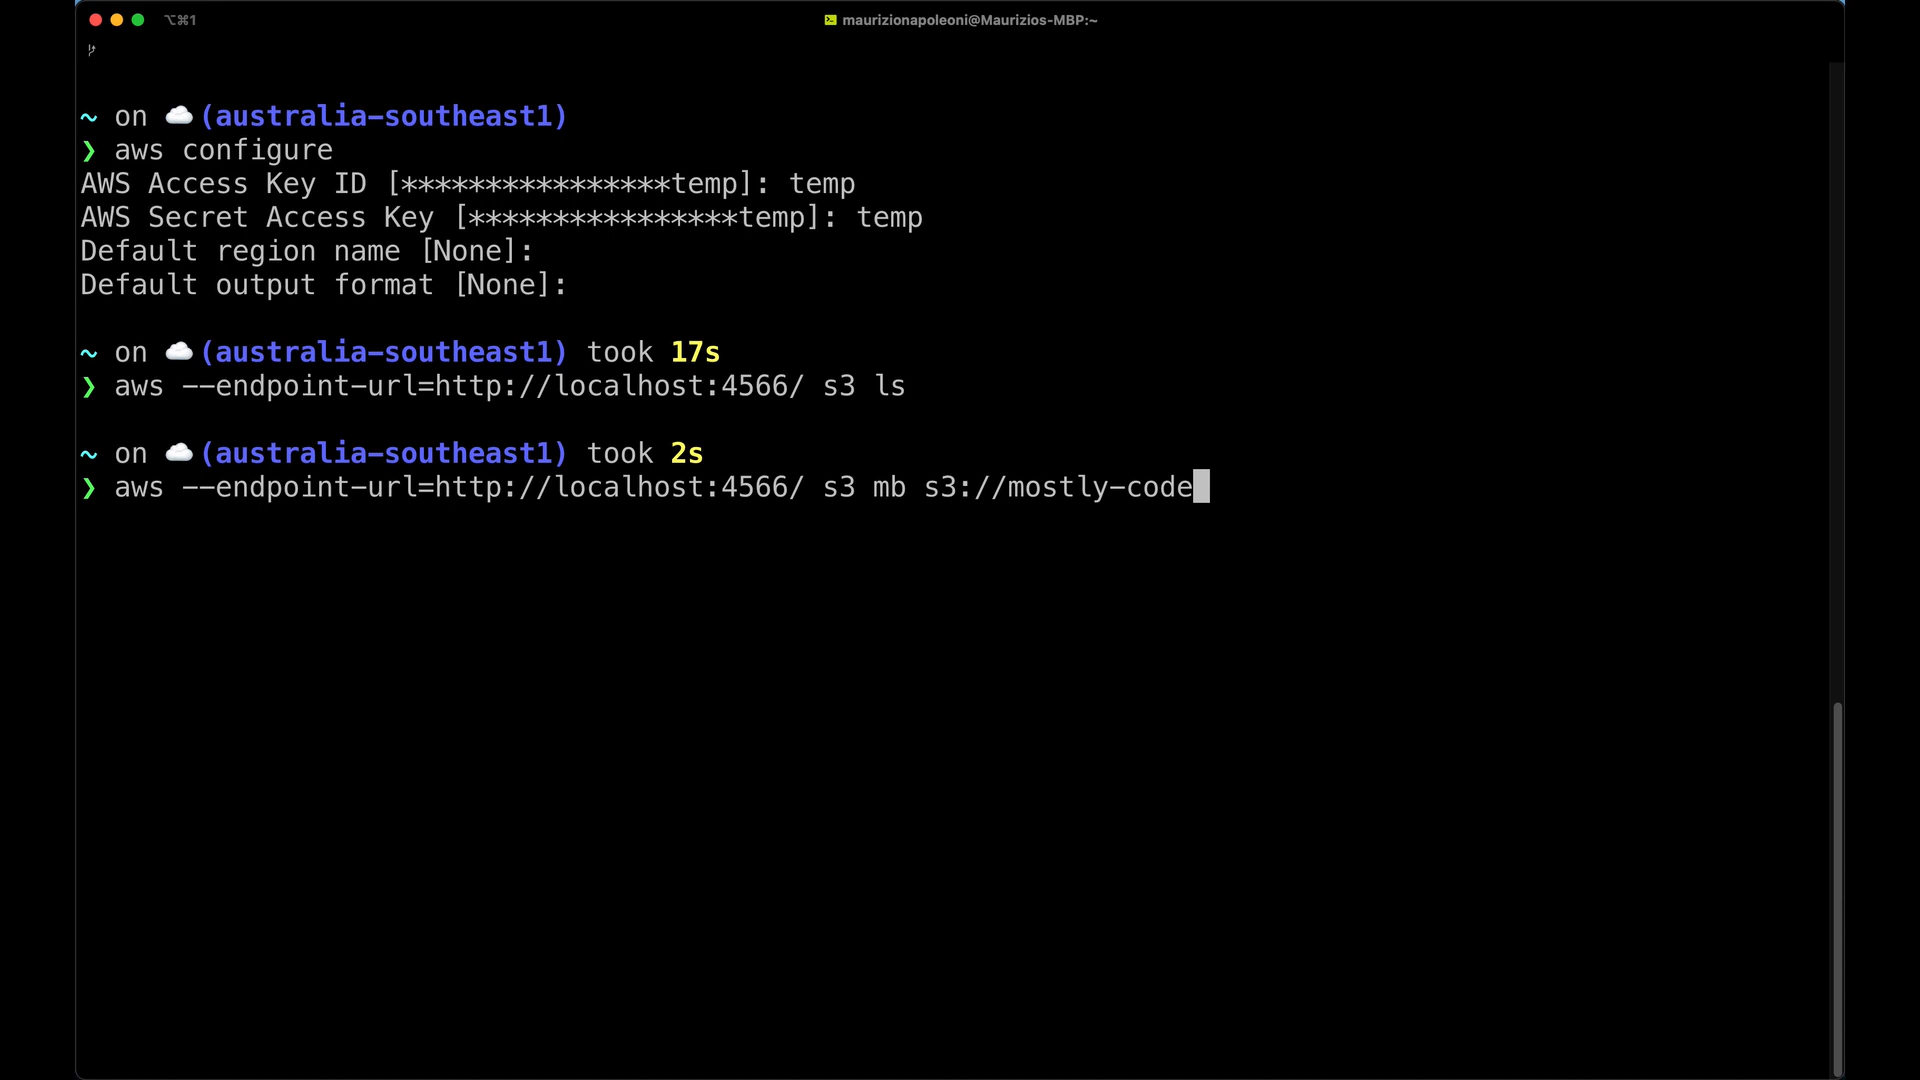 ⌥⌘1
maurizionapoleoni@Maurizios-MBP:~
~ on (australia-southeast1)
❯ aws configure
AWS Access Key ID [****************temp]: temp
AWS Secret Access Key [****************temp]: temp
Default region name [None]:
Default output format [None]:
~ on (australia-southeast1) took 17s
❯ aws --endpoint-url=http://localhost:4566/ s3 ls
~ on (australia-southeast1) took 2s
❯ aws --endpoint-url=http://localhost:4566/ s3 mb s3://mostly-code